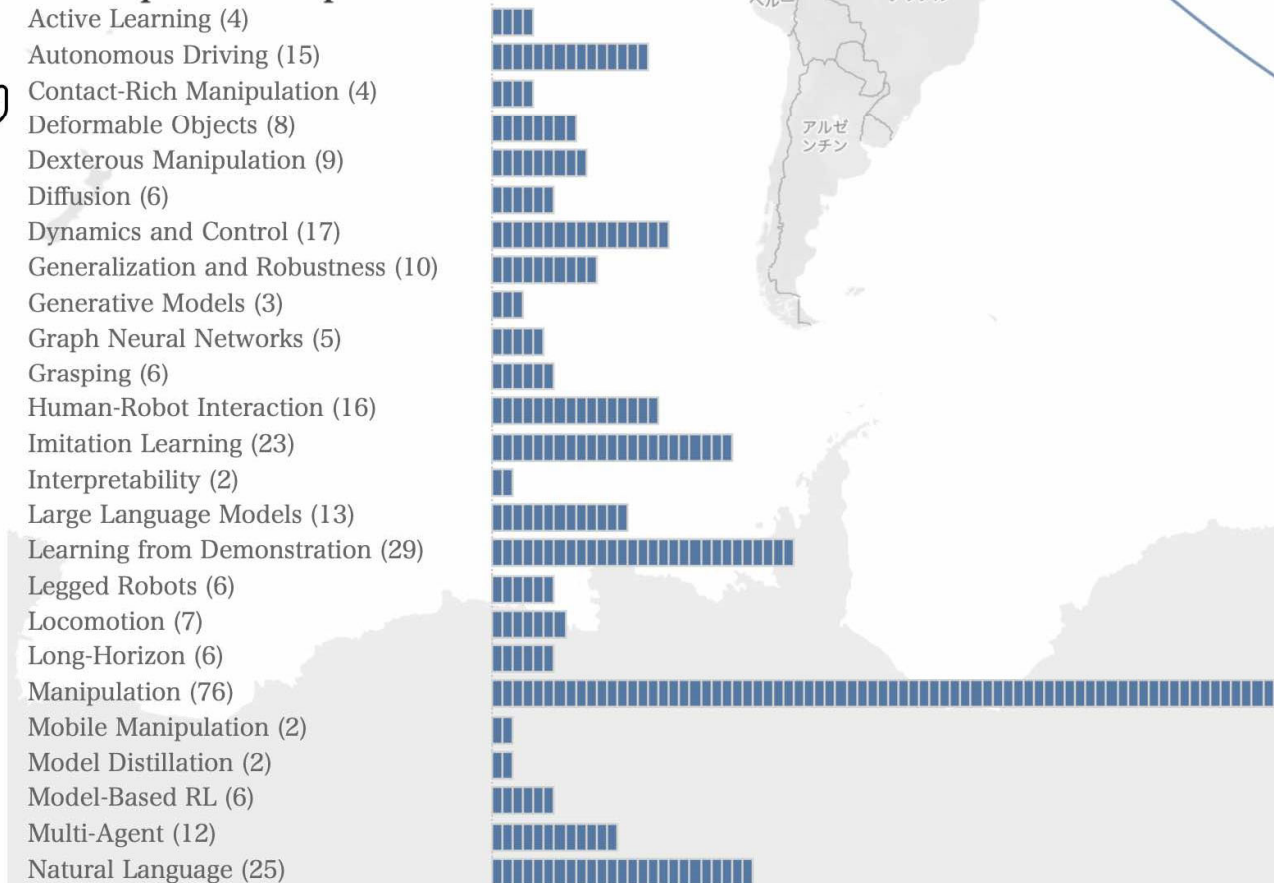 Active Learning (4)
Autonomous Driving (15)
Contact-Rich Manipulation (4)
Deformable Objects (8)
Dexterous Manipulation (9)
Diffusion (6)
Dynamics and Control (17)
Generalization and Robustness (10)
Generative Models (3)
Graph Neural Networks (5)
Grasping (6)
Human-Robot Interaction (16)
Imitation Learning (23)
Interpretability (2)
Large Language Models (13)
Learning from Demonstration (29)
Legged Robots (6)
Locomotion (7)
Long-Horizon (6)
Manipulation (76)
Mobile Manipulation (2)
Model Distillation (2)
Model-Based RL (6)
Multi-Agent (12)
Natural Language (25)
アルゼ
ンチン